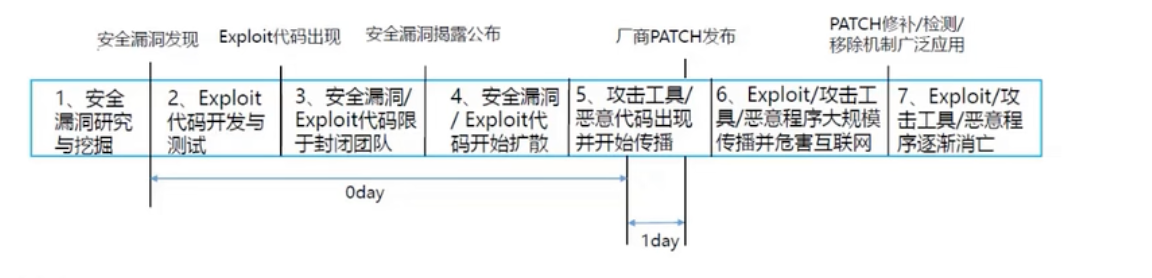 安全漏洞发现
Exploit代码出现
安全漏洞揭露公布
厂商PATCH发布
PATCH修补/检测/
移除机制广泛应用
1、安全
漏洞研究
与挖掘
2、Exploit
代码开发与
测试
3、安全漏洞/
Exploit代码限
于封闭团队
4、安全漏洞
/ Exploit代
码开始扩散
5、攻击工具/
恶意代码出现
并开始传播
6、Exploit/攻击工
具/恶意程序大规模
传播并危害互联网
7、Exploit/攻
击工具/恶意程
序逐渐消亡
0day
1day